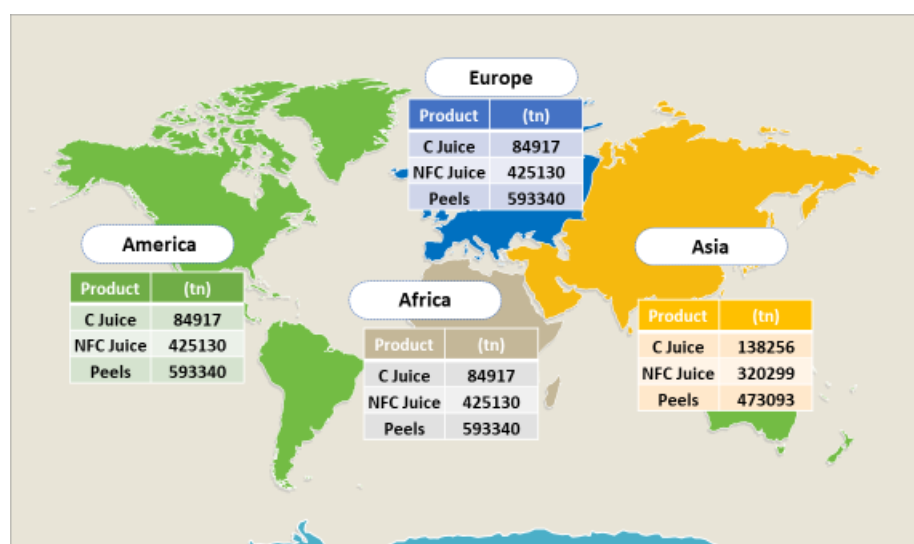 Europe
Product (tn)
C Juice 84917
NFC Juice 425130
Peels 593340
America
Product (tn)
C Juice 84917
NFC Juice 425130
Peels 593340
Africa
Product (tn)
C Juice 84917
NFC Juice 425130
Peels 593340
Asia
Product (tn)
C Juice 138256
NFC Juice 320299
Peels 473093